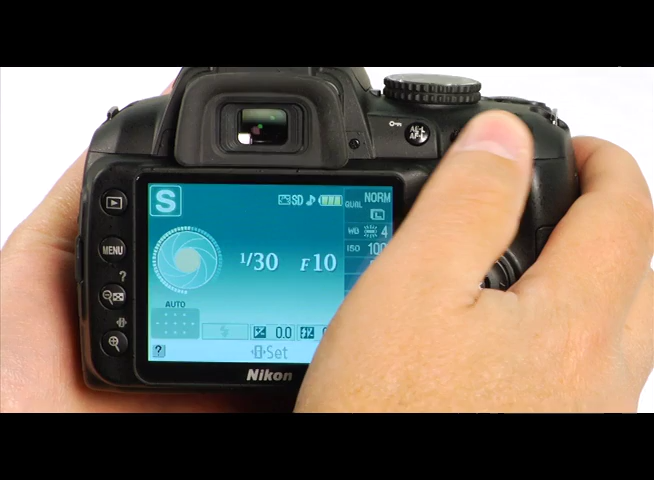 AE-L
AF-L
S
SD
QUAL NORM
L
WB 4
ISO 100
MENU
?
1/30 F10
AUTO
0.0
? Set
Nikon